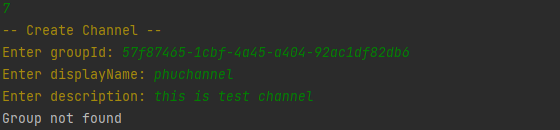 7
-- Create Channel --
Enter groupId: 57f87465-1cbf-4a45-a404-92ac1df82db6
Enter displayName: phuchannel
Enter description: this is test channel
Group not found